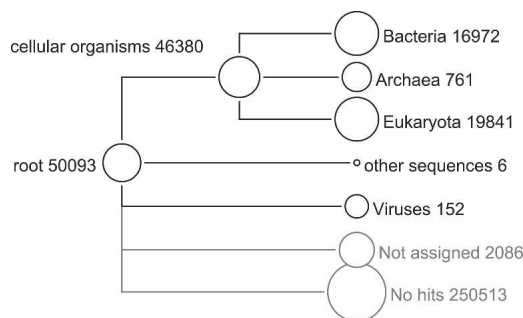 Bacteria 16972
cellular organisms 46380
Archaea 761
Eukaryota 19841
root 50093
other sequences 6
Viruses 152
Not assigned 2086
No hits 250513